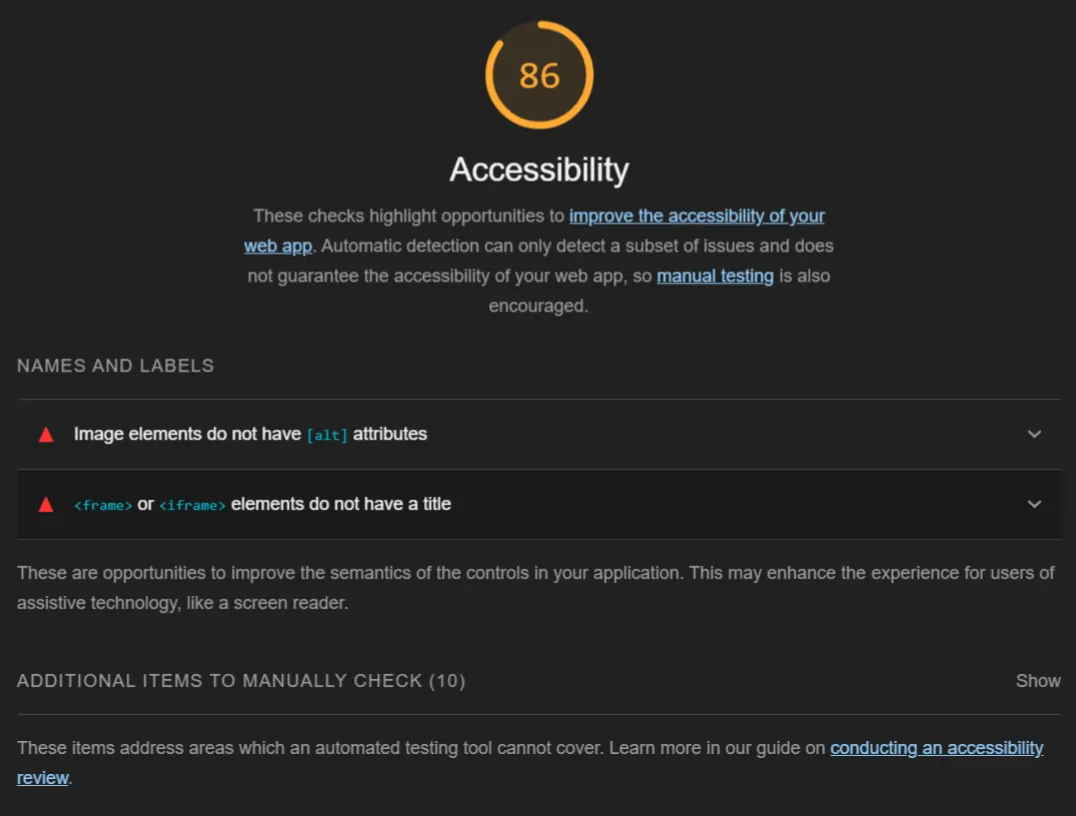 86
Accessibility
These checks highlight opportunities to improve the accessibility of your
web app. Automatic detection can only detect a subset of issues and does
not guarantee the accessibility of your web app, so manual testing is also
encouraged.
NAMES AND LABELS
Image elements do not have [alt] attributes
<frame> or <iframe> elements do not have a title
These are opportunities to improve the semantics of the controls in your application. This may enhance the experience for users of
assistive technology, like a screen reader.
ADDITIONAL ITEMS TO MANUALLY CHECK (10) Show
These items address areas which an automated testing tool cannot cover. Learn more in our guide on conducting an accessibility
review.